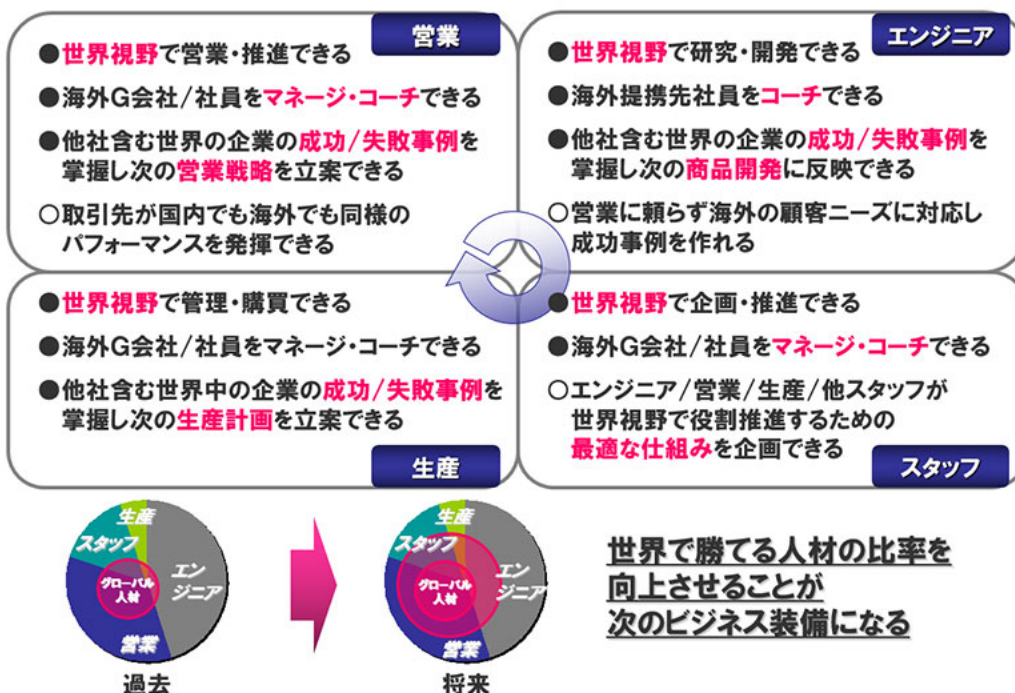 営業
●世界視野で営業・推進できる
●海外G会社/社員をマネージ・コーチできる
●他社含む世界の企業の成功/失敗事例を
掌握し次の営業戦略を立案できる
○取引先が国内でも海外でも同様の
パフォーマンスを発揮できる
エンジニア
●世界視野で研究・開発できる
●海外提携先社員をコーチできる
●他社含む世界の企業の成功/失敗事例を
掌握し次の商品開発に反映できる
○営業に頼らず海外の顧客ニーズに対応し
成功事例を作れる
●世界視野で管理・購買できる
●海外G会社/社員をマネージ・コーチできる
●他社含む世界中の企業の成功/失敗事例を
掌握し次の生産計画を立案できる
生産
●世界視野で企画・推進できる
●海外G会社/社員をマネージ・コーチできる
○エンジニア/営業/生産/他スタッフが
世界視野で役割推進するための
最適な仕組みを企画できる
スタッフ
生産
スタッフ
エン
ジニア
グローバル
人材
営業
過去
生産
スタッフ
エン
ジニア
グローバル
人材
営業
将来
世界で勝てる人材の比率を
向上させることが
次のビジネス装備になる